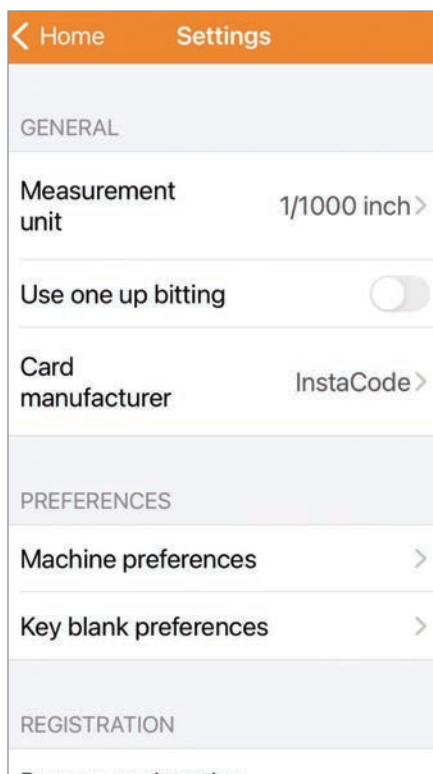 Home Settings
GENERAL
Measurement
unit
1/1000 inch
Use one up bitting
Card
manufacturer
InstaCode
PREFERENCES
Machine preferences
Key blank preferences
REGISTRATION